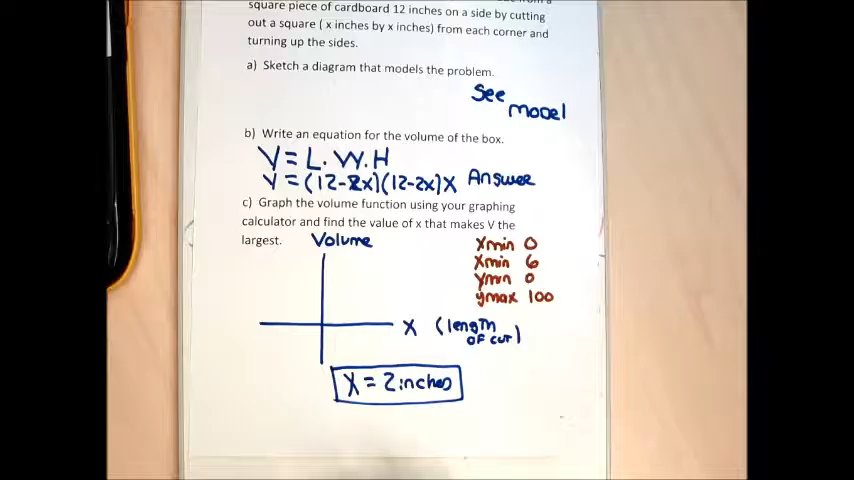 square piece of cardboard 12 inches on a side by cutting
out a square ( x inches by x inches) from each corner and
turning up the sides.
a) Sketch a diagram that models the problem.
See
model
b) Write an equation for the volume of the box.
V = L. W. H
V = (12-2x)(12-2x)X Answer
c) Graph the volume function using your graphing
calculator and find the value of x that makes V the
largest.
Volume
Xmin 0
Xmin 6
ymin 0
ymax 100
X (length
of cut)
X = 2 inches